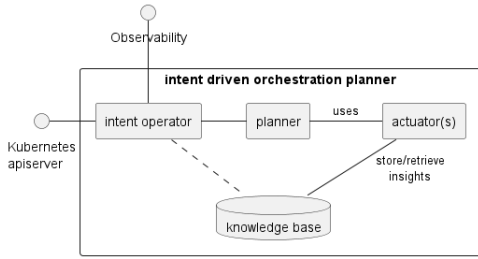 Observability
intent driven orchestration planner
intent operator
planner
uses
actuator(s)
Kubernetes
apiserver
store/retrieve
insights
knowledge base